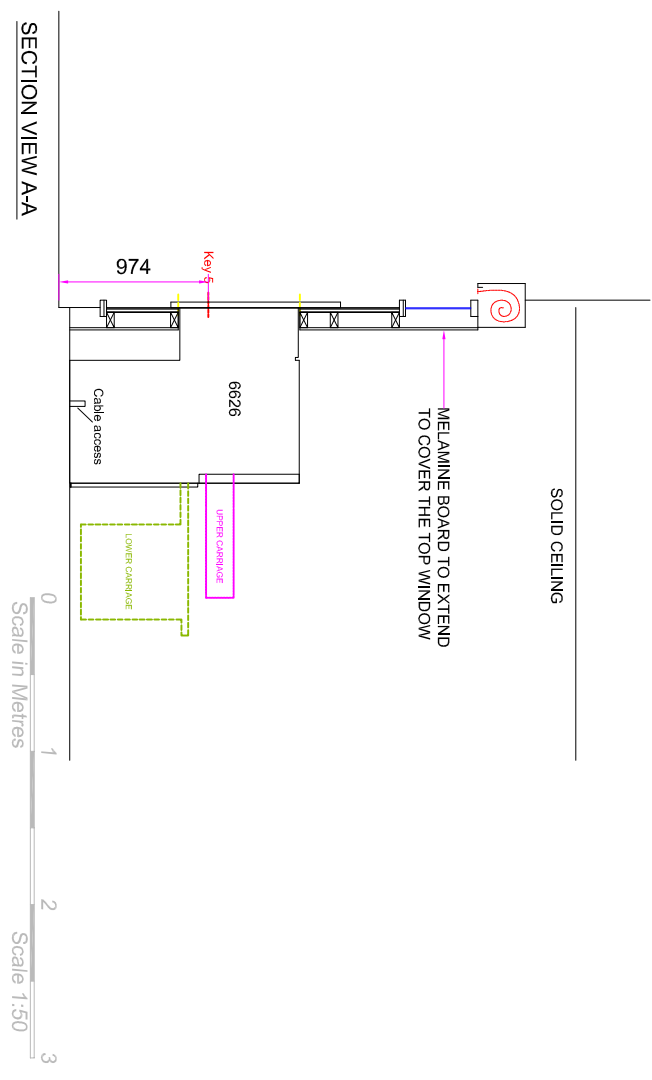 SOLID CEILING
MELAMINE BOARD TO EXTEND
TO COVER THE TOP WINDOW
Key 5
974
6626
Cable access
UPPER CARRIAGE
LOWER CARRIAGE
SECTION VIEW A-A
0 1 2 3
Scale in Metres Scale 1:50